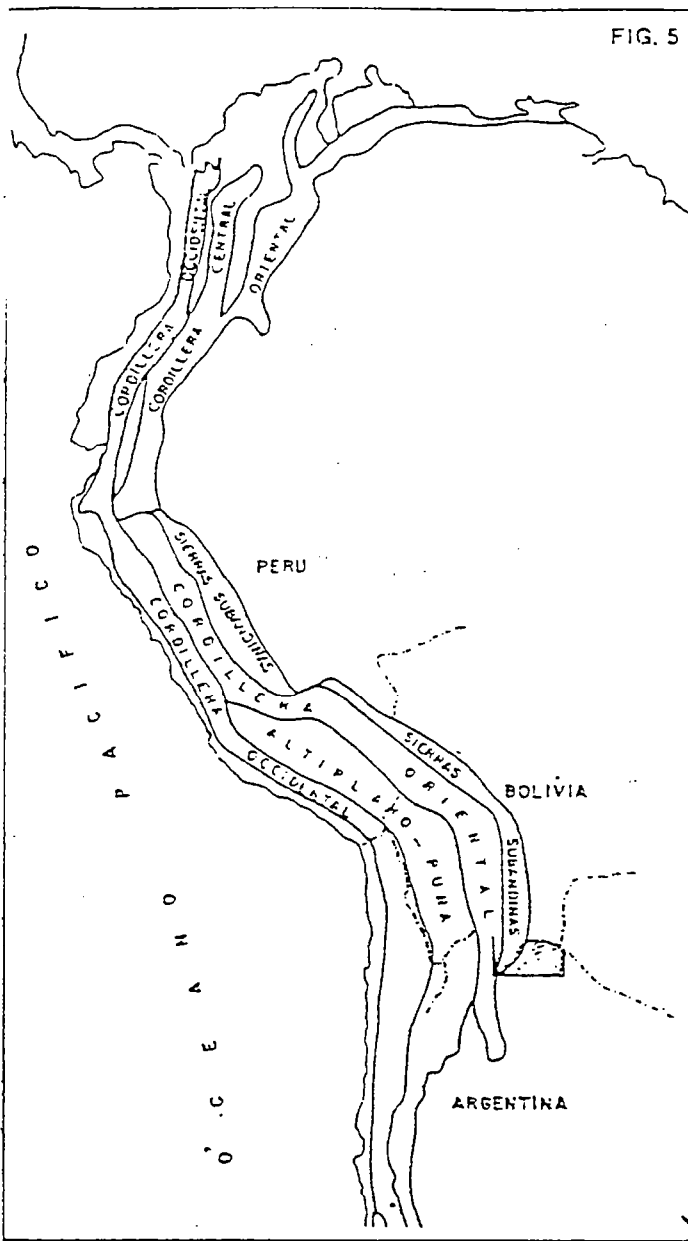 FIG. 5
OCCIDENTAL
CENTRAL
ORIENTAL
CORDILLERA
CORDILLERA
PERU
SIERRAS SUBANDINAS
CORDILLERA
CORDILLERA
OCCIDENTAL
ALTIPLANO-PUNA
ORIENTAL
SIERRAS
SUBANDINAS
BOLIVIA
ARGENTINA
OCEANO PACIFICO